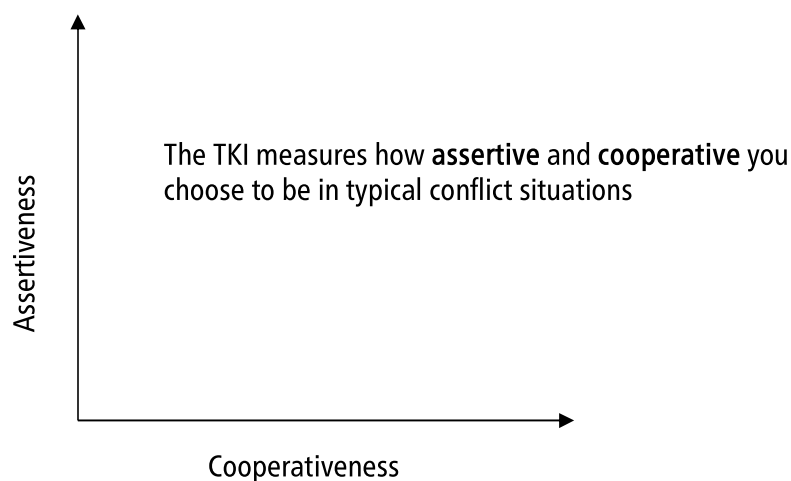 The TKI measures how assertive and cooperative you
choose to be in typical conflict situations
Assertiveness
Cooperativeness